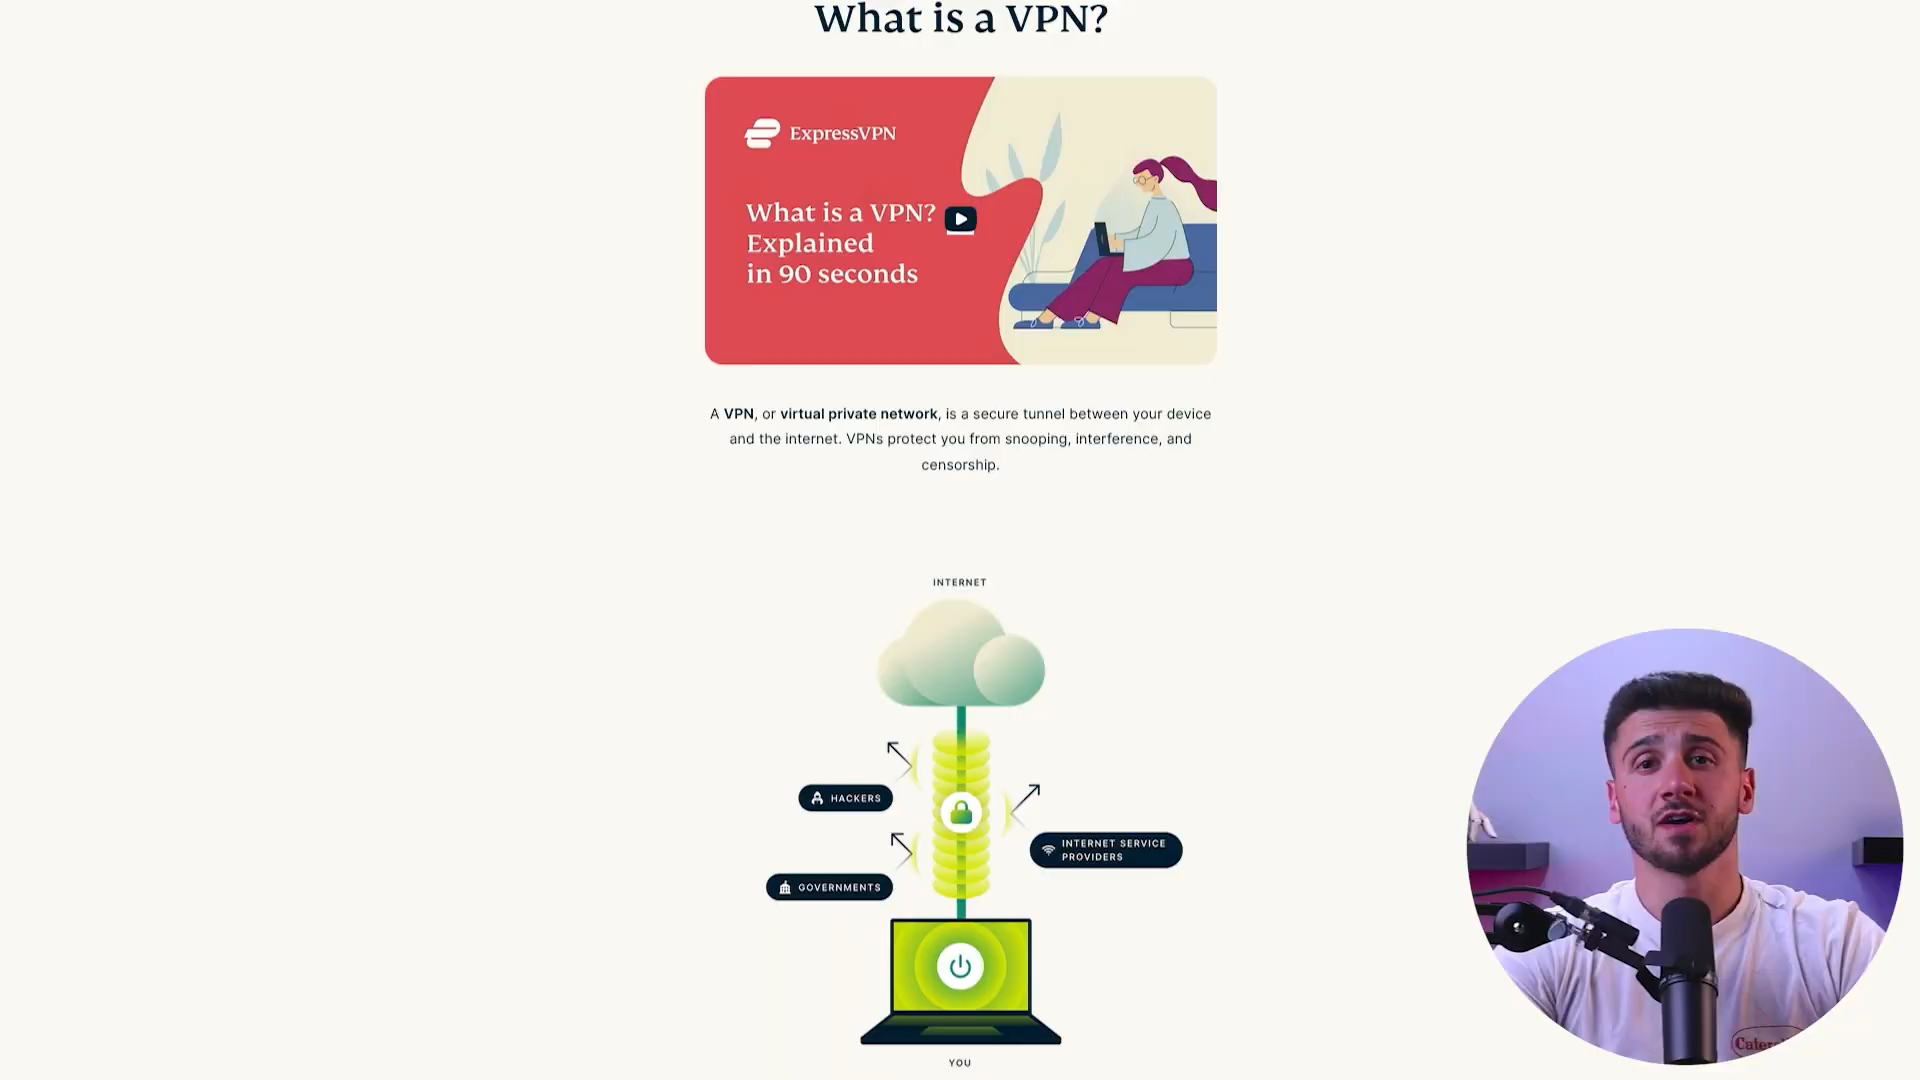 What is a VPN?
ExpressVPN
What is a VPN?
Explained
in 90 seconds
A VPN, or virtual private network, is a secure tunnel between your device
and the internet. VPNs protect you from snooping, interference, and
censorship.
INTERNET
HACKERS
INTERNET SERVICE
PROVIDERS
GOVERNMENTS
YOU